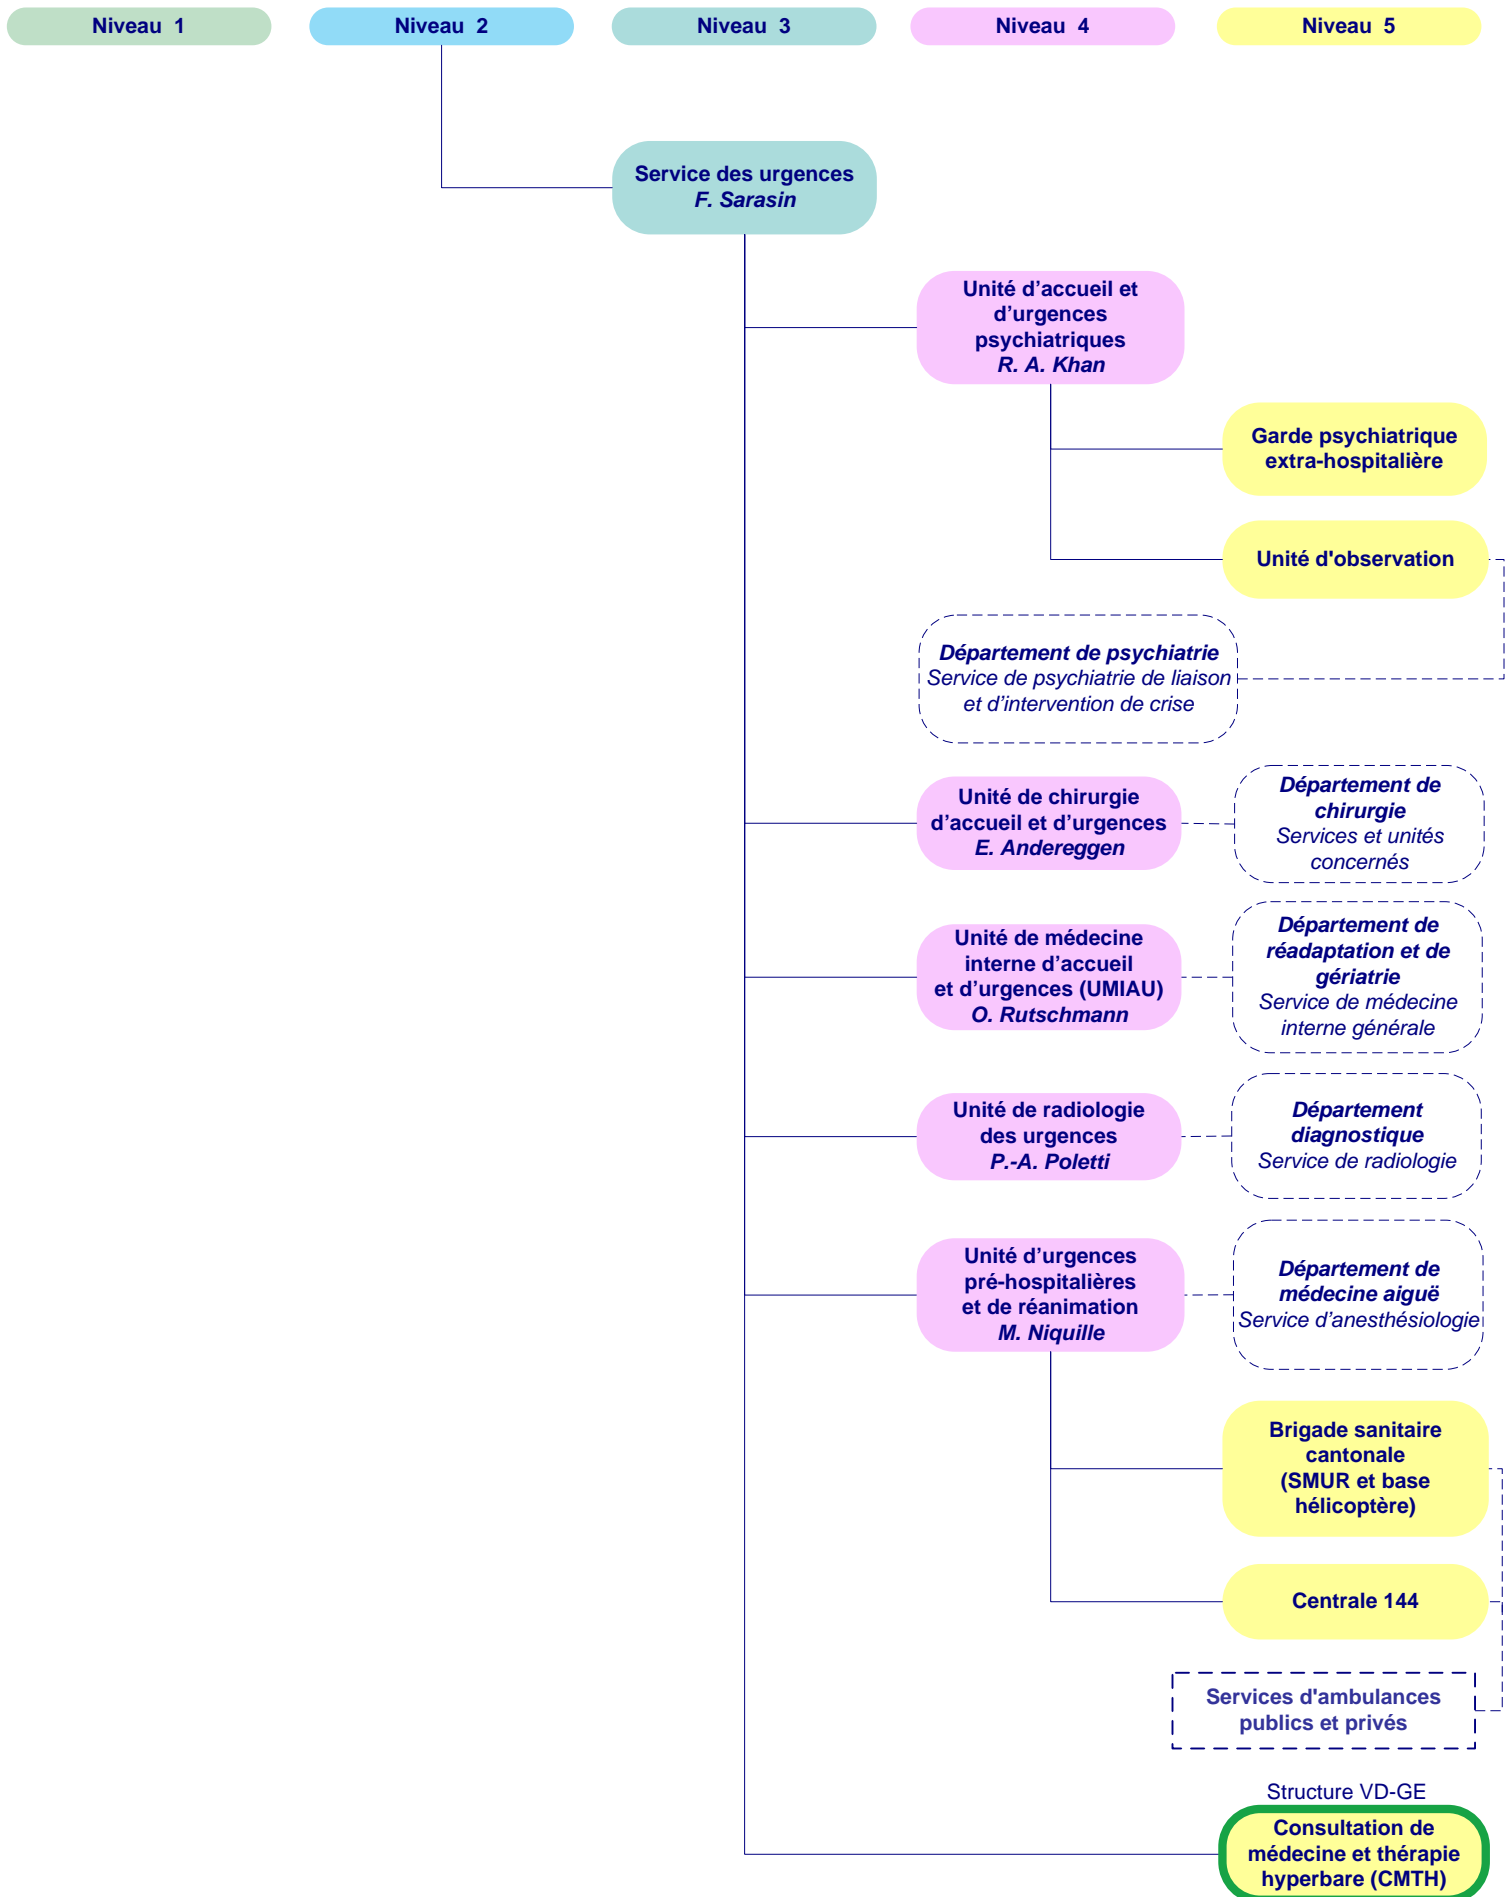 Niveau 1
Niveau 2
Niveau 3
Niveau 4
Niveau 5
Service des urgences
F. Sarasin
Unité d’accueil et
d’urgences
psychiatriques
R. A. Khan
Garde psychiatrique
extra-hospitalière
Unité d'observation
Département de psychiatrie
Service de psychiatrie de liaison
et d’intervention de crise
Unité de chirurgie
d’accueil et d’urgences
E. Andereggen
Département de
chirurgie
Services et unités
concernés
Unité de médecine
interne d’accueil
et d’urgences (UMIAU)
O. Rutschmann
Département de
réadaptation et de
gériatrie
Service de médecine
interne générale
Unité de radiologie
des urgences
P.-A. Poletti
Département
diagnostique
Service de radiologie
Unité d’urgences
pré-hospitalières
et de réanimation
M. Niquille
Département de
médecine aiguë
Service d’anesthésiologie
Brigade sanitaire
cantonale
(SMUR et base
hélicoptère)
Centrale 144
Services d'ambulances
publics et privés
Structure VD-GE
Consultation de
médecine et thérapie
hyperbare (CMTH)